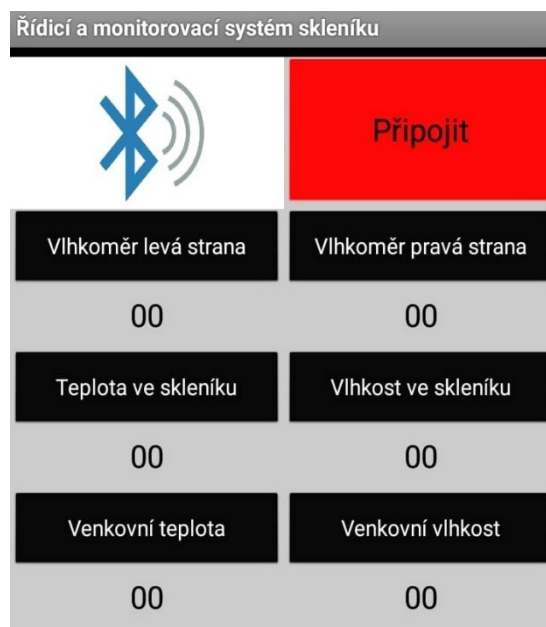 Řídicí a monitorovací systém skleníku
Připojit
Vlhkoměr levá strana
Vlhkoměr pravá strana
00
00
Teplota ve skleníku
Vlhkost ve skleníku
00
00
Venkovní teplota
Venkovní vlhkost
00
00